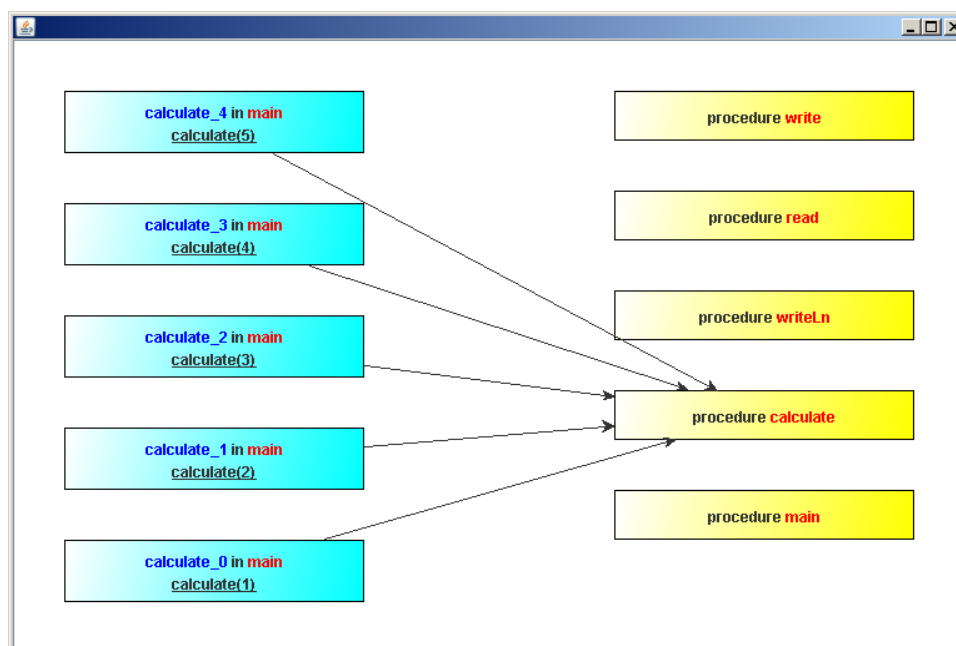 calculate_4 in main
calculate(5)
calculate_3 in main
calculate(4)
calculate_2 in main
calculate(3)
calculate_1 in main
calculate(2)
calculate_0 in main
calculate(1)
procedure write
procedure read
procedure writeLn
procedure calculate
procedure main